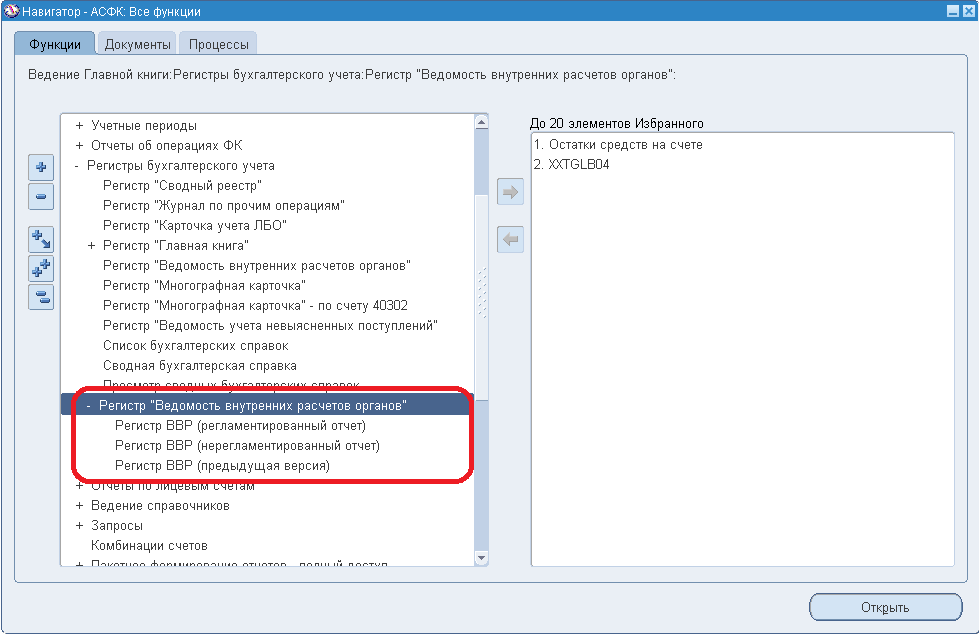 Навигатор - АСФК: Все функции
Функции
Документы
Процессы
Ведение Главной книги:Регистры бухгалтерского учета:Регистр "Ведомость внутренних расчетов органов":
+ Учетные периоды
+ Отчеты об операциях ФК
- Регистры бухгалтерского учета
Регистр "Сводный реестр"
Регистр "Журнал по прочим операциям"
Регистр "Карточка учета ЛБО"
+ Регистр "Главная книга"
Регистр "Ведомость внутренних расчетов органов"
Регистр "Многографная карточка"
Регистр "Многографная карточка" - по счету 40302
Регистр "Ведомость учета невыясненных поступлений"
Список бухгалтерских справок
Сводная бухгалтерская справка
Просмотр сводных бухгалтерских справок
- Регистр "Ведомость внутренних расчетов органов"
Регистр ВВР (регламентированный отчет)
Регистр ВВР (нерегламентированный отчет)
Регистр ВВР (предыдущая версия)
+ Отчеты по лицевым счетам
+ Ведение справочников
+ Запросы
Комбинации счетов
+ Пакетное формирование отчетов - полный доступ
До 20 элементов Избранного
1. Остатки средств на счете
2. XXTGLB04
Открыть